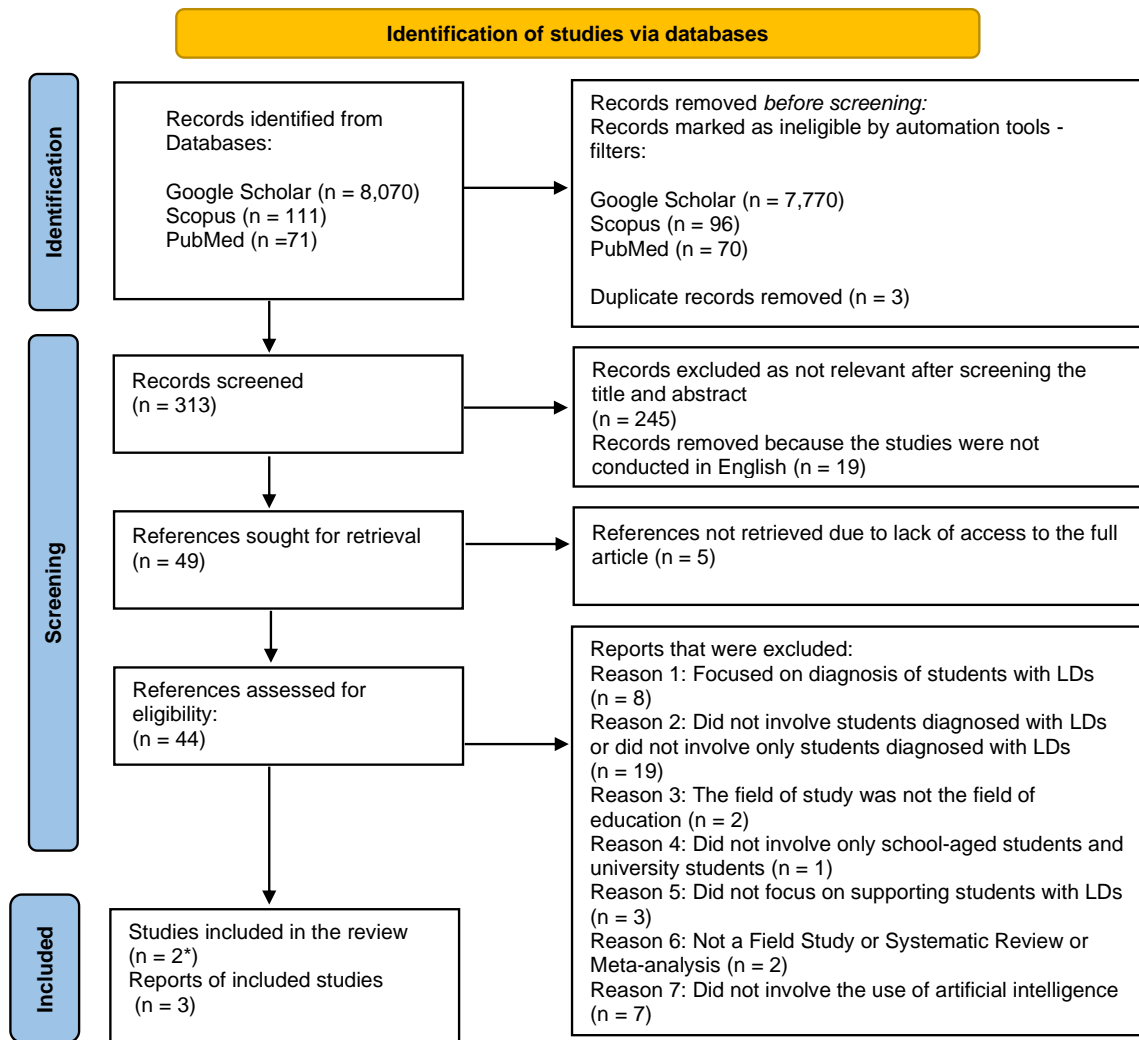 Identification of studies via databases
Identification
Records identified from
Databases:
Google Scholar (n = 8,070)
Scopus (n = 111)
PubMed (n =71)
Records removed before screening:
Records marked as ineligible by automation tools -
filters:
Google Scholar (n = 7,770)
Scopus (n = 96)
PubMed (n = 70)
Duplicate records removed (n = 3)
Screening
Records screened
(n = 313)
Records excluded as not relevant after screening the
title and abstract
(n = 245)
Records removed because the studies were not
conducted in English (n = 19)
References sought for retrieval
(n = 49)
References not retrieved due to lack of access to the full
article (n = 5)
References assessed for
eligibility:
(n = 44)
Reports that were excluded:
Reason 1: Focused on diagnosis of students with LDs
(n = 8)
Reason 2: Did not involve students diagnosed with LDs
or did not involve only students diagnosed with LDs
(n = 19)
Reason 3: The field of study was not the field of
education (n = 2)
Reason 4: Did not involve only school-aged students and
university students (n = 1)
Reason 5: Did not focus on supporting students with LDs
(n = 3)
Reason 6: Not a Field Study or Systematic Review or
Meta-analysis (n = 2)
Reason 7: Did not involve the use of artificial intelligence
(n = 7)
Included
Studies included in the review
(n = 2*)
Reports of included studies
(n = 3)